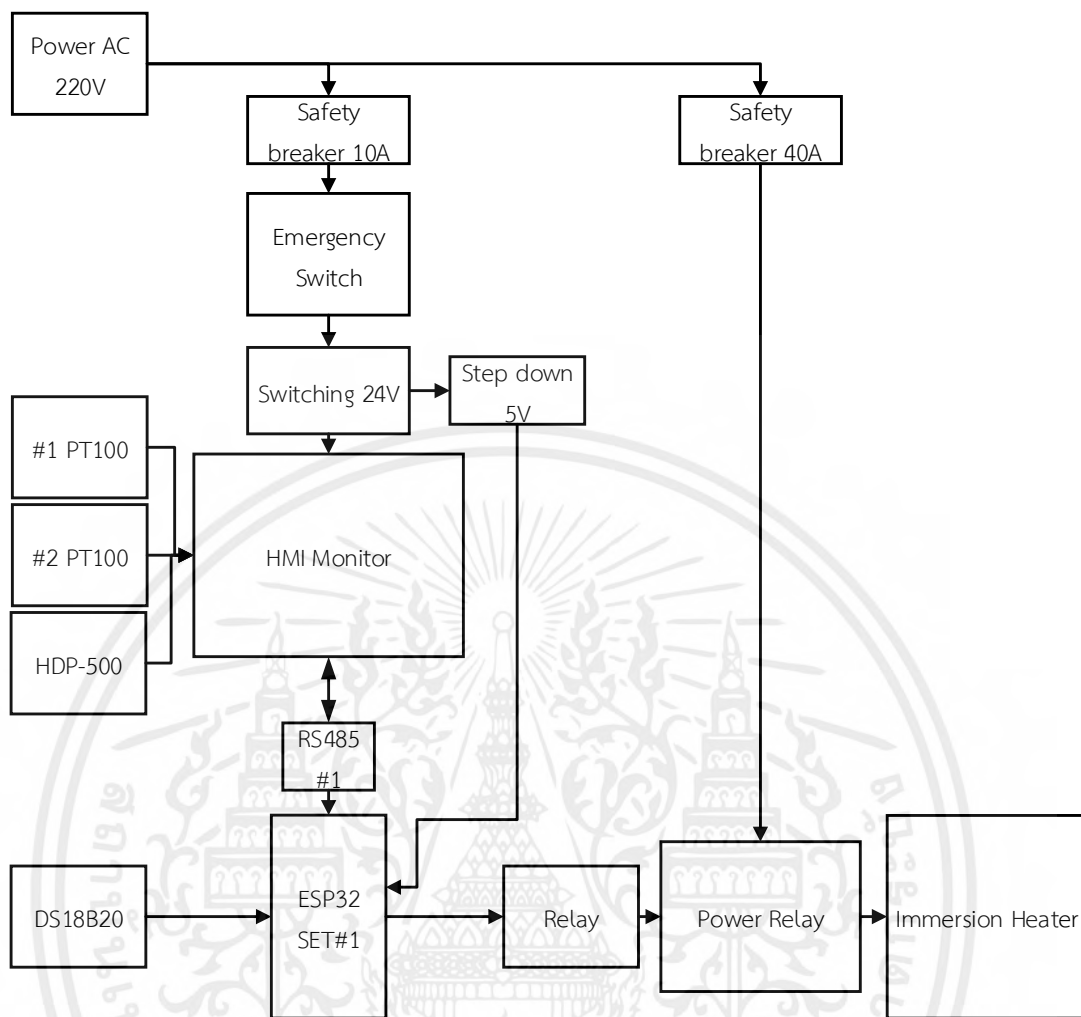 Power AC
220V
Safety
breaker 10A
Safety
breaker 40A
Emergency
Switch
Switching 24V
Step down
5V
#1 PT100
#2 PT100
HMI Monitor
HDP-500
RS485
#1
DS18B20
ESP32
SET#1
Relay
Power Relay
Immersion Heater